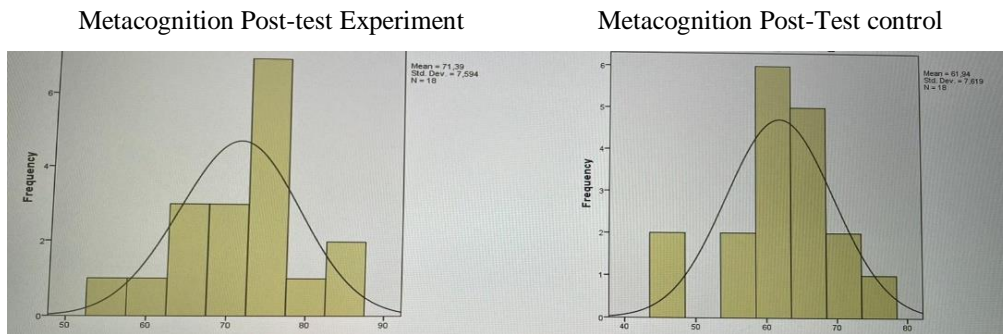 Metacognition Post-test Experiment
Metacognition Post-Test control
Mean = 71,39
Std. Dev. = 7,594
N = 18
Frequency
6
4
2
0
50 60 70 80 90
Mean = 61,94
Std. Dev. = 7,619
N = 18
Frequency
6
5
4
3
2
1
0
40 50 60 70 80